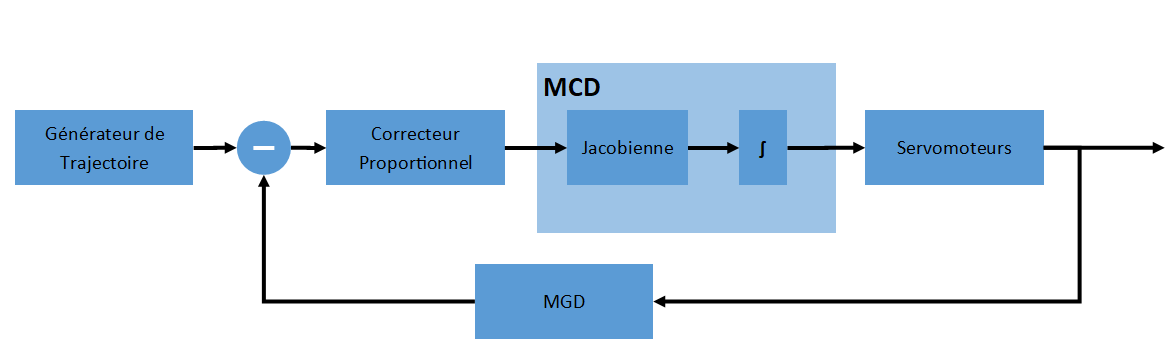 MCD
Générateur de
Trajectoire
Correcteur
Proportionnel
Jacobienne
∫
Servomoteurs
MGD